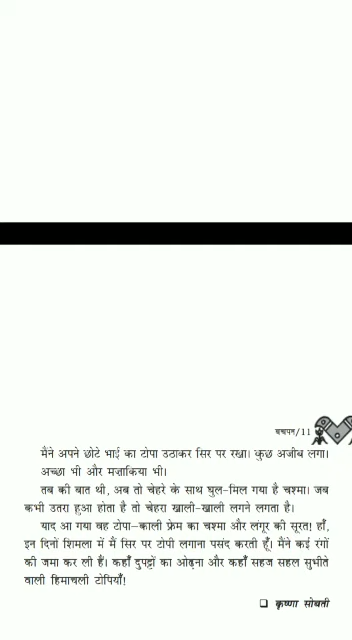 बचपन/11
मैंने अपने छोटे भाई का टोपा उठाकर सिर पर रखा। कुछ अजीब लगा।
अच्छा भी और मज़ाकिया भी।
तब की बात थी, अब तो चेहरे के साथ घुल-मिल गया है चश्मा। जब
कभी उतरा हुआ होता है तो चेहरा खाली-खाली लगने लगता है।
याद आ गया वह टोपा-काली फ़्रेम का चश्मा और लंगूर की सूरत! हाँ,
इन दिनों शिमला में मैं सिर पर टोपी लगाना पसंद करती हूँ। मैंने कई रंगों
की जमा कर ली हैं। कहाँ दुपट्टों का ओढ़ना और कहाँ सहज सहल सुभीते
वाली हिमाचली टोपियाँ!
❑ कृष्णा सोबती